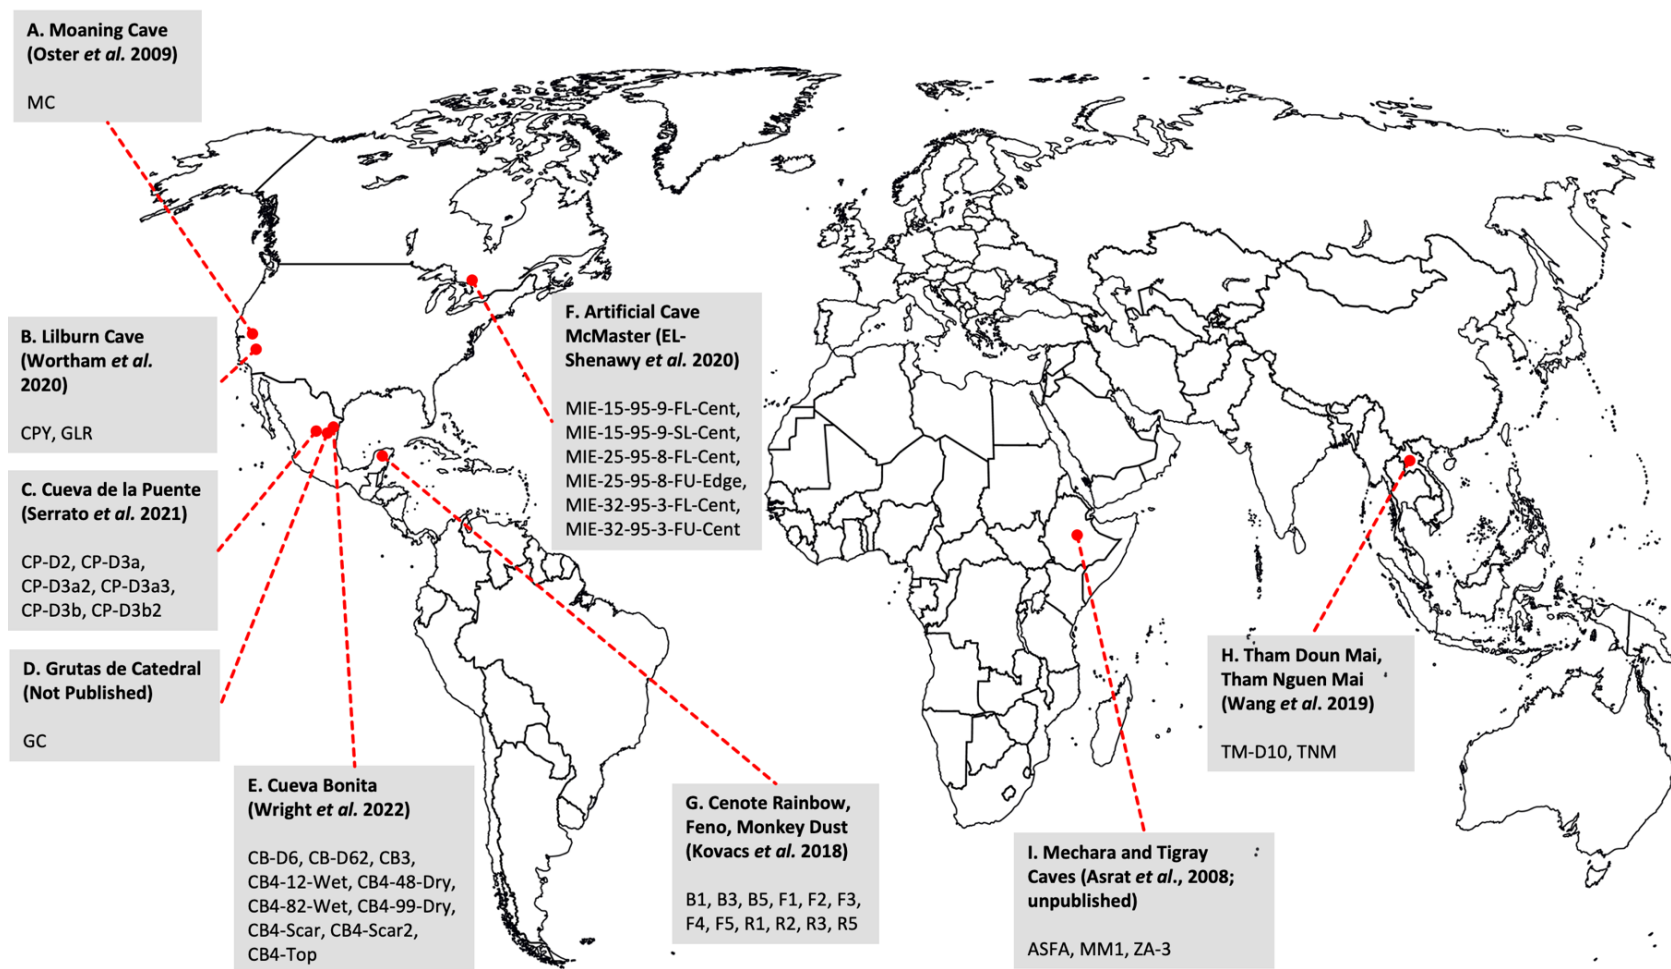 A. Moaning Cave
(Oster et al. 2009)
MC
B. Lilburn Cave
(Wortham et al.
2020)
CPY, GLR
C. Cueva de la Puente
(Serrato et al. 2021)
CP-D2, CP-D3a,
CP-D3a2, CP-D3a3,
CP-D3b, CP-D3b2
D. Grutas de Catedral
(Not Published)
GC
E. Cueva Bonita
(Wright et al. 2022)
CB-D6, CB-D62, CB3,
CB4-12-Wet, CB4-48-Dry,
CB4-82-Wet, CB4-99-Dry,
CB4-Scar, CB4-Scar2,
CB4-Top
F. Artificial Cave
McMaster (EL-
Shenawy et al. 2020)
MIE-15-95-9-FL-Cent,
MIE-15-95-9-SL-Cent,
MIE-25-95-8-FL-Cent,
MIE-25-95-8-FU-Edge,
MIE-32-95-3-FL-Cent,
MIE-32-95-3-FU-Cent
G. Cenote Rainbow,
Feno, Monkey Dust
(Kovacs et al. 2018)
B1, B3, B5, F1, F2, F3,
F4, F5, R1, R2, R3, R5
H. Tham Doun Mai,
Tham Nguen Mai
(Wang et al. 2019)
TM-D10, TNM
I. Mechara and Tigray
Caves (Asrat et al., 2008;
unpublished)
ASFA, MM1, ZA-3